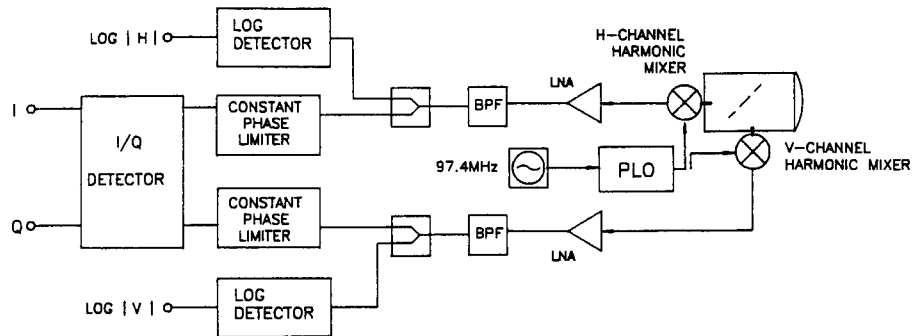 LOG |H|
LOG
DETECTOR
H-CHANNEL
HARMONIC
MIXER
LNA
I
CONSTANT
PHASE
LIMITER
BPF
I/Q
DETECTOR
97.4MHz
PLO
V-CHANNEL
HARMONIC MIXER
Q
CONSTANT
PHASE
LIMITER
BPF
LNA
LOG |V|
LOG
DETECTOR